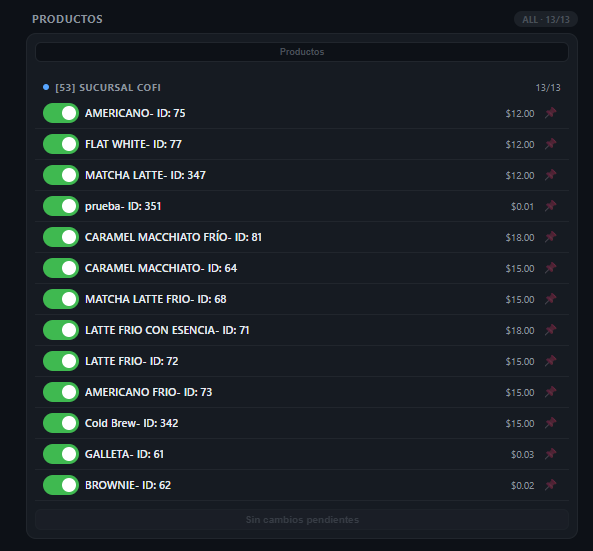 PRODUCTOS ALL · 13/13
Productos
[53] SUCURSAL COFI 13/13
AMERICANO- ID: 75 $12.00
FLAT WHITE- ID: 77 $12.00
MATCHA LATTE- ID: 347 $12.00
prueba- ID: 351 $0.01
CARAMEL MACCHIATO FRÍO- ID: 81 $18.00
CARAMEL MACCHIATO- ID: 64 $15.00
MATCHA LATTE FRIO- ID: 68 $15.00
LATTE FRIO CON ESENCIA- ID: 71 $18.00
LATTE FRIO- ID: 72 $15.00
AMERICANO FRIO- ID: 73 $15.00
Cold Brew- ID: 342 $15.00
GALLETA- ID: 61 $0.03
BROWNIE- ID: 62 $0.02
Sin cambios pendientes